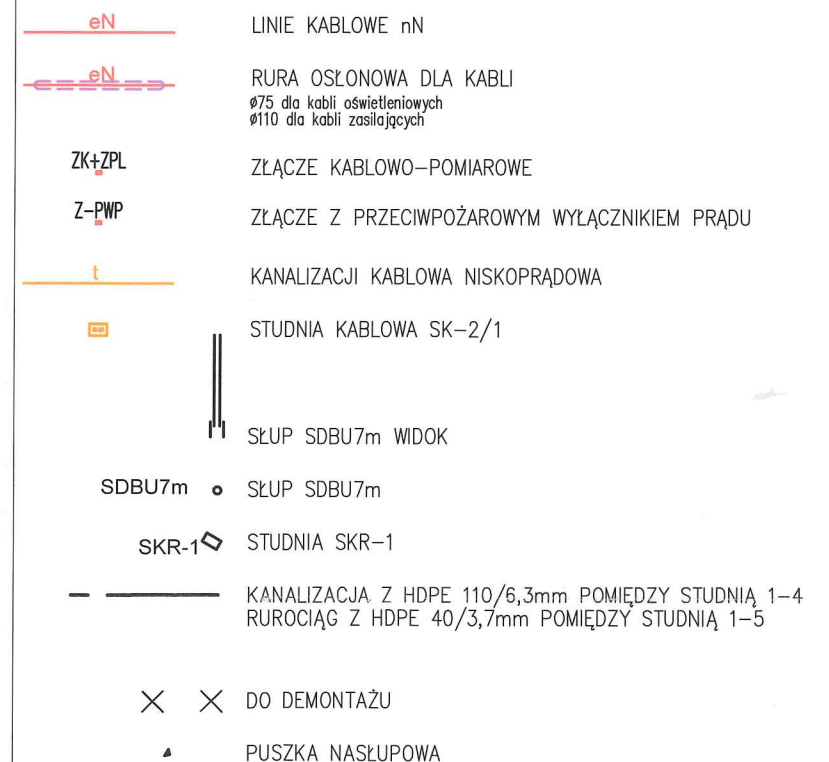 eN LINIE KABLOWE nN
eN RURA OSŁONOWA DLA KABLI
ø75 dla kabli oświetleniowych
ø110 dla kabli zasilających
ZK+ZPL ZŁĄCZE KABLOWO-POMIAROWE
Z-PWP ZŁĄCZE Z PRZECIWPOŻAROWYM WYŁĄCZNIKIEM PRĄDU
t KANALIZACJI KABLOWA NISKOPRĄDOWA
STUDNIA KABLOWA SK-2/1
SŁUP SDBU7m WIDOK
SDBU7m SŁUP SDBU7m
SKR-1 STUDNIA SKR-1
KANALIZACJA Z HDPE 110/6,3mm POMIĘDZY STUDNIĄ 1-4
RUROCIĄG Z HDPE 40/3,7mm POMIĘDZY STUDNIĄ 1-5
DO DEMONTAŻU
PUSZKA NASŁUPOWA